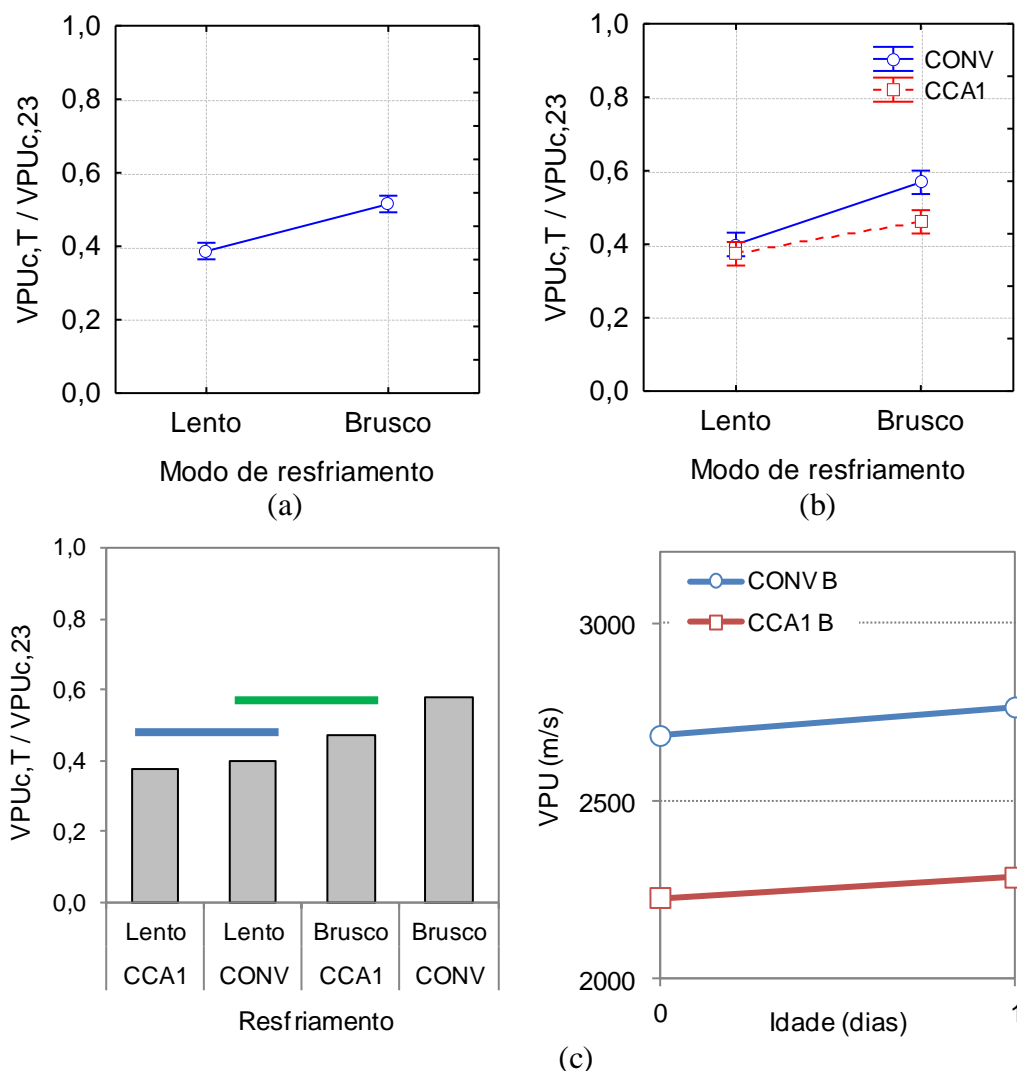 1,0
0,8
0,6
0,4
0,2
0,0
VPUc,T / VPUc,23
Lento Brusco
Modo de resfriamento
(a)
1,0
0,8
0,6
0,4
0,2
0,0
VPUc,T / VPUc,23
CONV
CCA1
Lento Brusco
Modo de resfriamento
(b)
1,0
0,8
0,6
0,4
0,2
0,0
VPUc,T / VPUc,23
Lento Lento Brusco Brusco
CCA1 CONV CCA1 CONV
Resfriamento
CONV B
CCA1 B
3000
2500
2000
VPU (m/s)
0 1
Idade (dias)
(c)